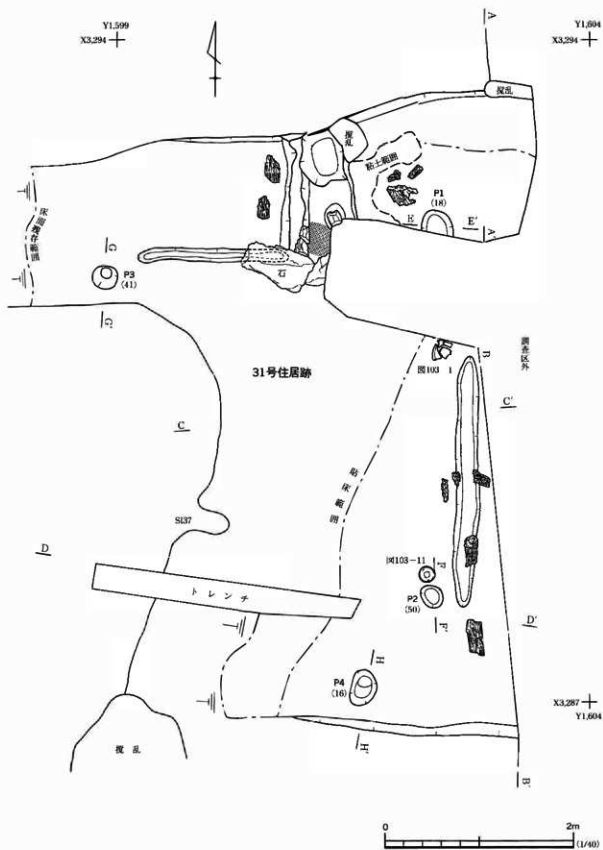 Y1,599
X3,294
Y1,604
X3,294
A
攪乱
攪乱
粘土範囲
P1
(18)
E
E′
A′
床面残存範囲
G
P3
(41)
G′
石
調査区外
B
図103 1
31号住居跡
C′
C
貼床範囲
SI37
D
図103-11
F
P2
(50)
F′
トレンチ
D′
H
P4
(16)
H′
X3,287
Y1,604
攪乱
B′
0
2m
(1/40)